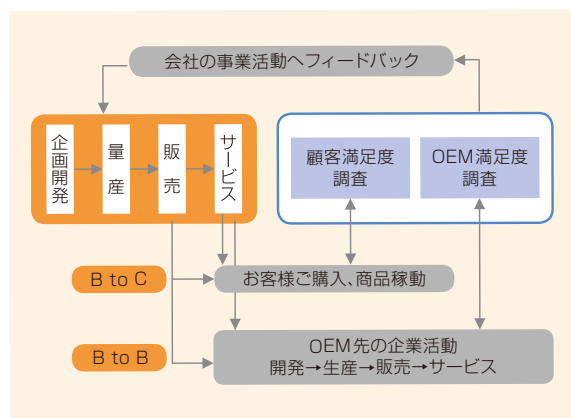 会社の事業活動へフィードバック
企画開発
量産
販売
サービス
顧客満足度
調査
OEM満足度
調査
B to C
お客様ご購入、商品稼動
B to B
OEM先の企業活動
開発→生産→販売→サービス